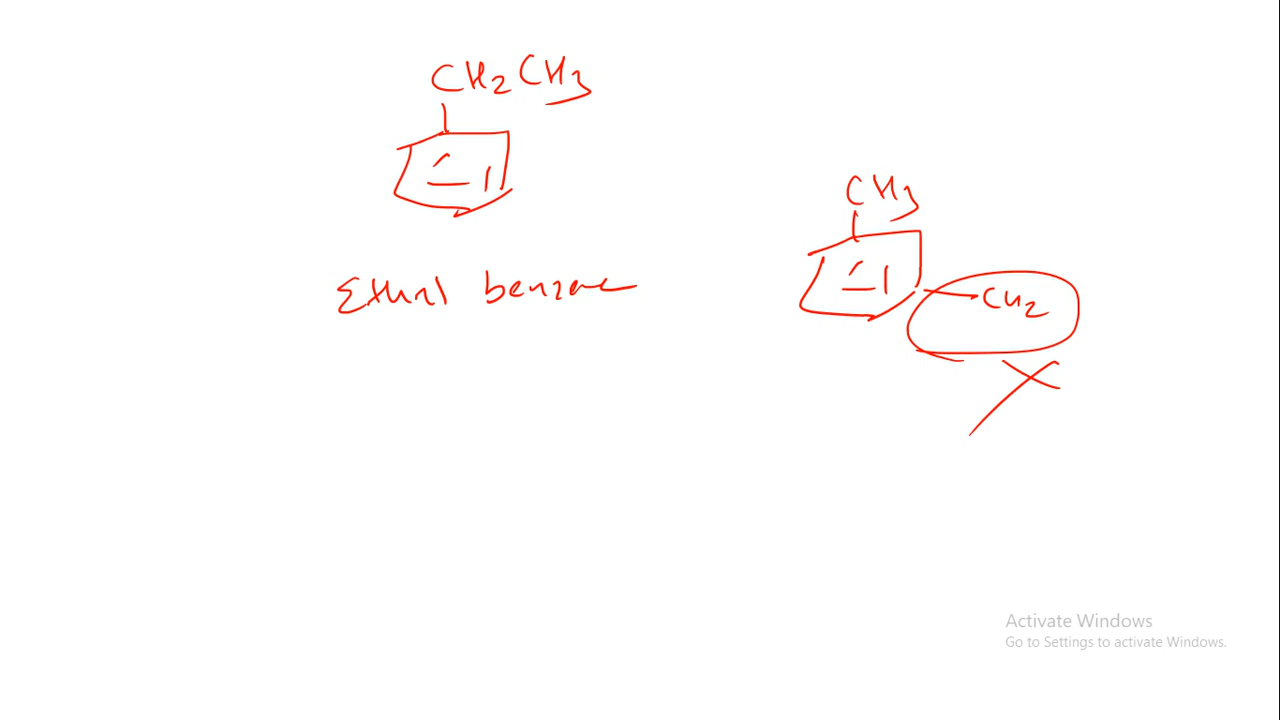 CH2CH3
CH3
Ethyl benzene
CH2
Activate Windows
Go to Settings to activate Windows.